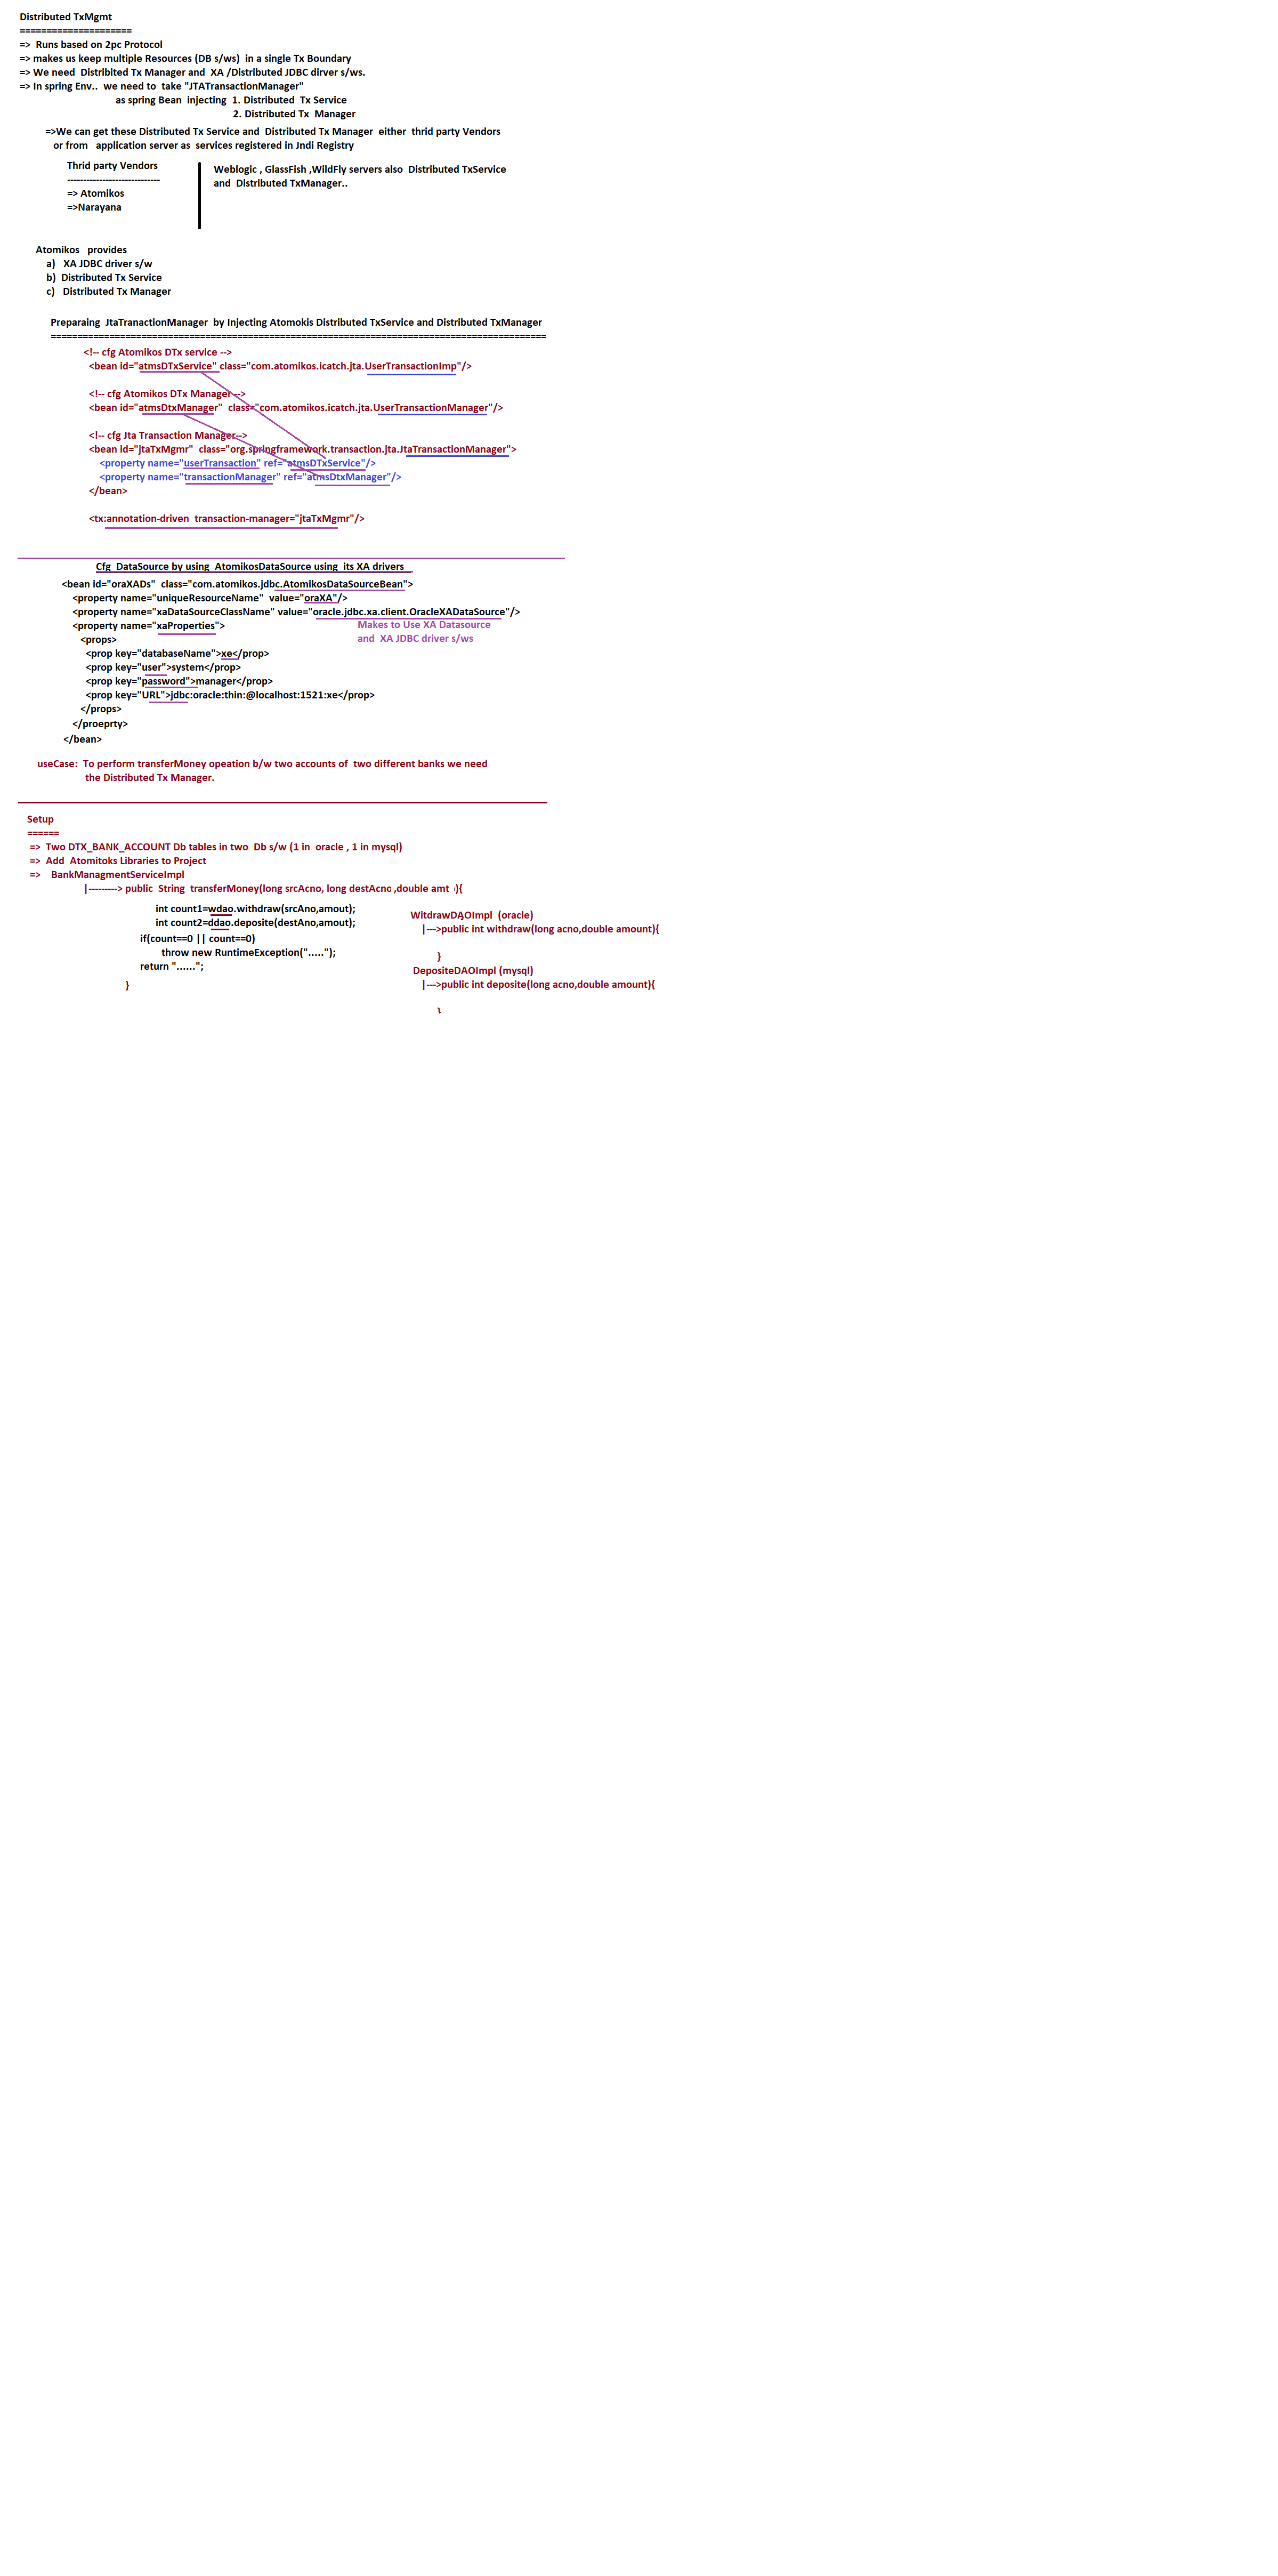 Distributed TxMgmt
=====================
=> Runs based on 2pc Protocol
=> makes us keep multiple Resources (DB s/ws) in a single Tx Boundary
=> We need Distribited Tx Manager and XA /Distributed JDBC dirver s/ws.
=> In spring Env.. we need to take "JTATransactionManager"
as spring Bean injecting 1. Distributed Tx Service
2. Distributed Tx Manager
=>We can get these Distributed Tx Service and Distributed Tx Manager either thrid party Vendors
or from application server as services registered in Jndi Registry
Thrid party Vendors
-----------------------------
=> Atomikos
=>Narayana
Weblogic , GlassFish ,WildFly servers also Distributed TxService
and Distributed TxManager..
Atomikos provides
a) XA JDBC driver s/w
b) Distributed Tx Service
c) Distributed Tx Manager
Preparaing JtaTranactionManager by Injecting Atomokis Distributed TxService and Distributed TxManager
=============================================================================================
<!-- cfg Atomikos DTx service -->
<bean id="atmsDTxService" class="com.atomikos.icatch.jta.UserTransactionImp"/>
<!-- cfg Atomikos DTx Manager -->
<bean id="atmsDtxManager" class="com.atomikos.icatch.jta.UserTransactionManager"/>
<!-- cfg Jta Transaction Manager-->
<bean id="jtaTxMgmr" class="org.springframework.transaction.jta.JtaTransactionManager">
<property name="userTransaction" ref="atmsDTxService"/>
<property name="transactionManager" ref="atmsDtxManager"/>
</bean>
<tx:annotation-driven transaction-manager="jtaTxMgmr"/>
Cfg DataSource by using AtomikosDataSource using its XA drivers
<bean id="oraXADs" class="com.atomikos.jdbc.AtomikosDataSourceBean">
<property name="uniqueResourceName" value="oraXA"/>
<property name="xaDataSourceClassName" value="oracle.jdbc.xa.client.OracleXADataSource"/>
<property name="xaProperties">
Makes to Use XA Datasource
and XA JDBC driver s/ws
<props>
<prop key="databaseName">xe</prop>
<prop key="user">system</prop>
<prop key="password">manager</prop>
<prop key="URL">jdbc:oracle:thin:@localhost:1521:xe</prop>
</props>
</proeprty>
</bean>
useCase: To perform transferMoney opeation b/w two accounts of two different banks we need
the Distributed Tx Manager.
Setup
======
=> Two DTX_BANK_ACCOUNT Db tables in two Db s/w (1 in oracle , 1 in mysql)
=> Add Atomitoks Libraries to Project
=> BankManagmentServiceImpl
|---------> public String transferMoney(long srcAcno, long destAcno ,double amt ){
int count1=wdao.withdraw(srcAno,amout);
int count2=ddao.deposite(destAno,amout);
if(count==0 || count==0)
throw new RuntimeException(".....");
return "......";
}
WitdrawDAOImpl (oracle)
|--->public int withdraw(long acno,double amount){
}
DepositeDAOImpl (mysql)
|--->public int deposite(long acno,double amount){
}